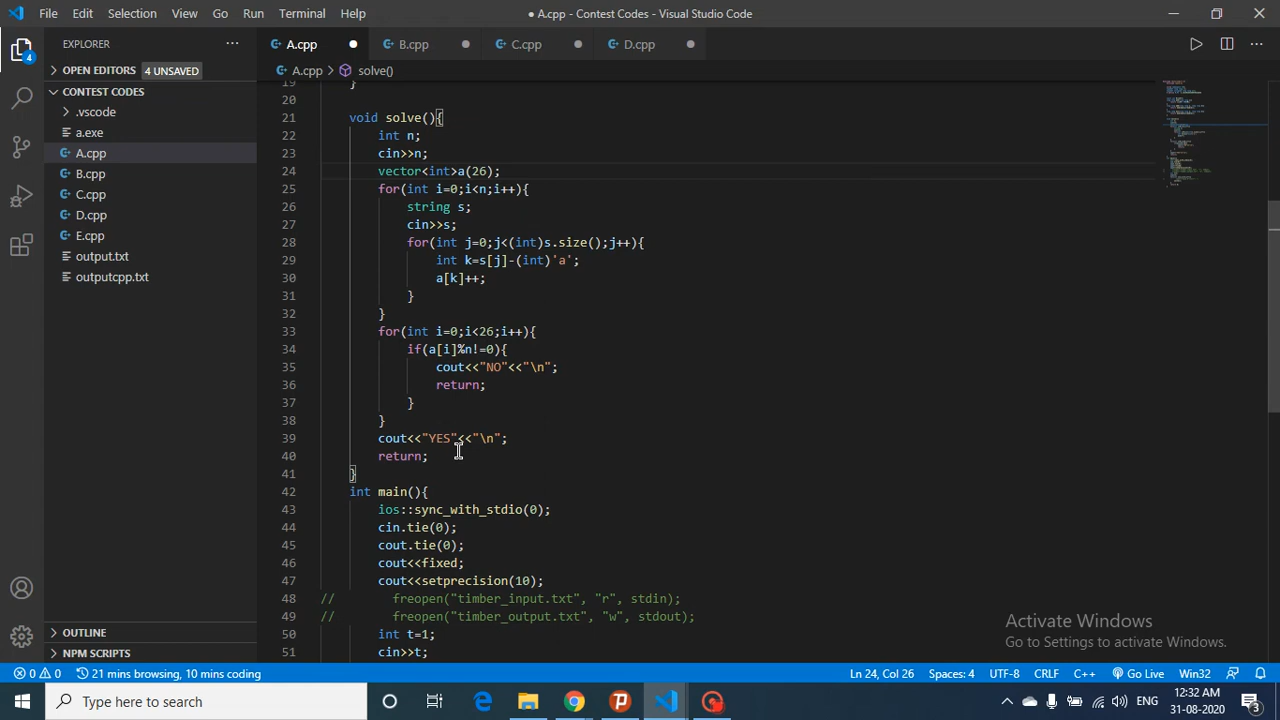 File Edit Selection View Go Run Terminal Help ● A.cpp - Contest Codes - Visual Studio Code
EXPLORER ···
A.cpp B.cpp C.cpp D.cpp
OPEN EDITORS 4 UNSAVED
A.cpp > solve()
CONTEST CODES
.vscode
a.exe
A.cpp
B.cpp
C.cpp
D.cpp
E.cpp
output.txt
outputcpp.txt
OUTLINE
NPM SCRIPTS
4
19 }
20
21 void solve(){
22 int n;
23 cin>>n;
24 vector<int>a(26);
25 for(int i=0;i<n;i++){
26 string s;
27 cin>>s;
28 for(int j=0;j<(int)s.size();j++){
29 int k=s[j]-(int)'a';
30 a[k]++;
31 }
32 }
33 for(int i=0;i<26;i++){
34 if(a[i]%n!=0){
35 cout<<"NO"<<"\n";
36 return;
37 }
38 }
39 cout<<"YES"<<"\n";
40 return;
41 }
42 int main(){
43 ios::sync_with_stdio(0);
44 cin.tie(0);
45 cout.tie(0);
46 cout<<fixed;
47 cout<<setprecision(10);
48 // freopen("timber_input.txt", "r", stdin);
49 // freopen("timber_output.txt", "w", stdout);
50 int t=1;
51 cin>>t;
Activate Windows
Go to Settings to activate Windows.
0 0 21 mins browsing, 10 mins coding Ln 24, Col 26 Spaces: 4 UTF-8 CRLF C++ Go Live Win32
Type here to search
ENG 12:32 AM
31-08-2020
3